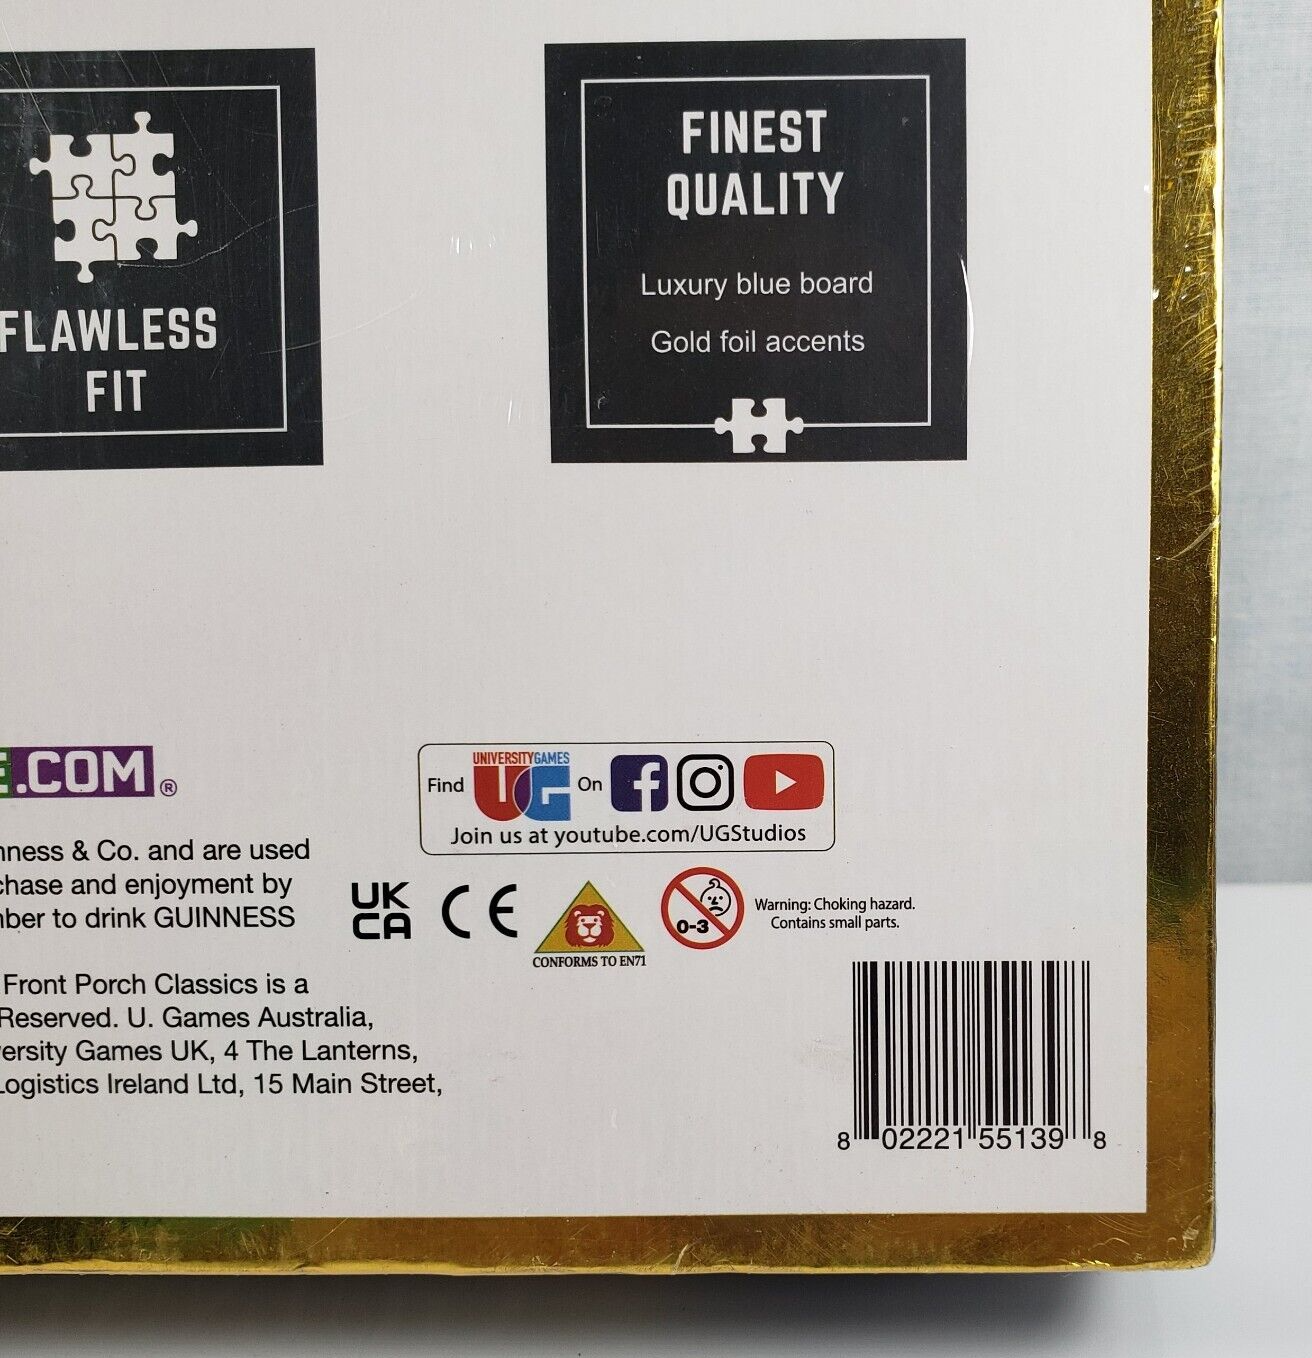 FLAWLESS
FIT
FINEST
QUALITY
Luxury blue board
Gold foil accents
.COM®
UNIVERSITY GAMES
Find UG On
Join us at youtube.com/UGStudios
& Co. and are used
and enjoyment by
to drink GUINNESS
UK
CA
CE
CONFORMS TO EN71
0-3
Warning: Choking hazard.
Contains small parts.
Front Porch Classics is a
Reserved. U. Games Australia,
Games UK, 4 The Lanterns,
Logistics Ireland Ltd, 15 Main Street,
8 02221 55139 8